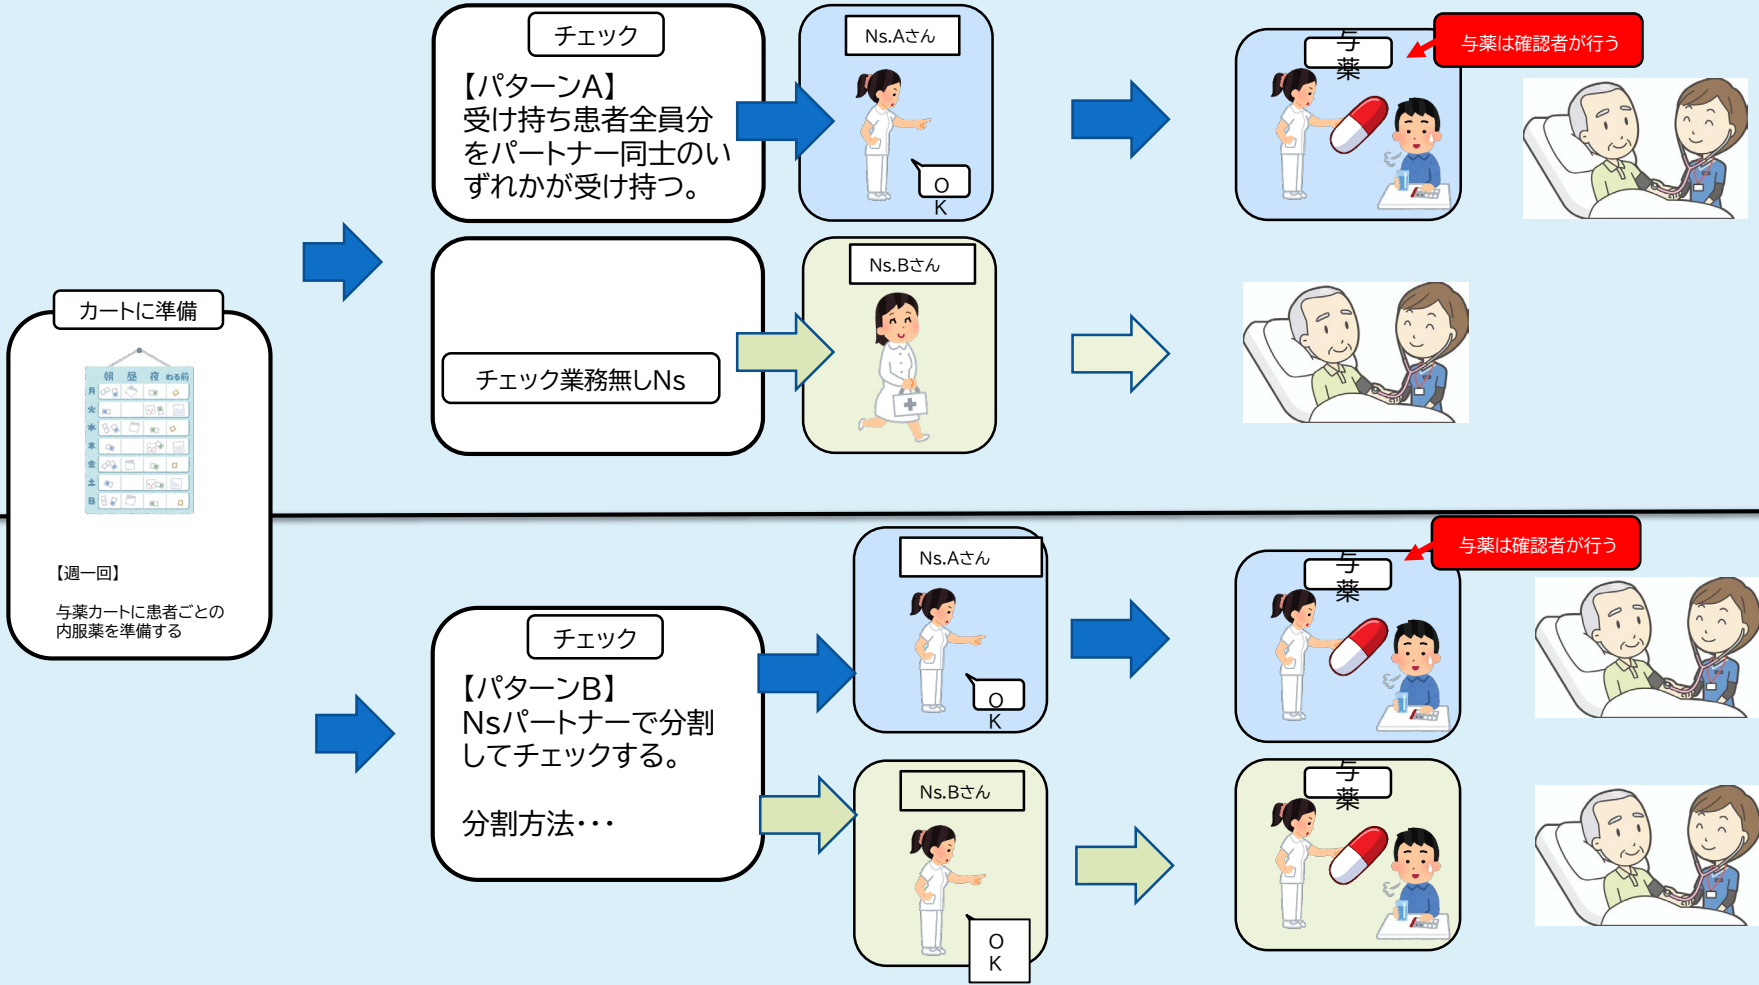 カートに準備
朝 昼 夜 ねる前
月
火
水
木
金
土
日
【週一回】
与薬カートに患者ごとの
内服薬を準備する
チェック
【パターンA】
受け持ち患者全員分
をパートナー同士のい
ずれかが受け持つ。
Ns.Aさん
O
K
与
薬
与薬は確認者が行う
チェック業務無しNs
Ns.Bさん
チェック
【パターンB】
Nsパートナーで分割
してチェックする。
分割方法･･･
Ns.Aさん
O
K
与
薬
与薬は確認者が行う
Ns.Bさん
O
K
与
薬